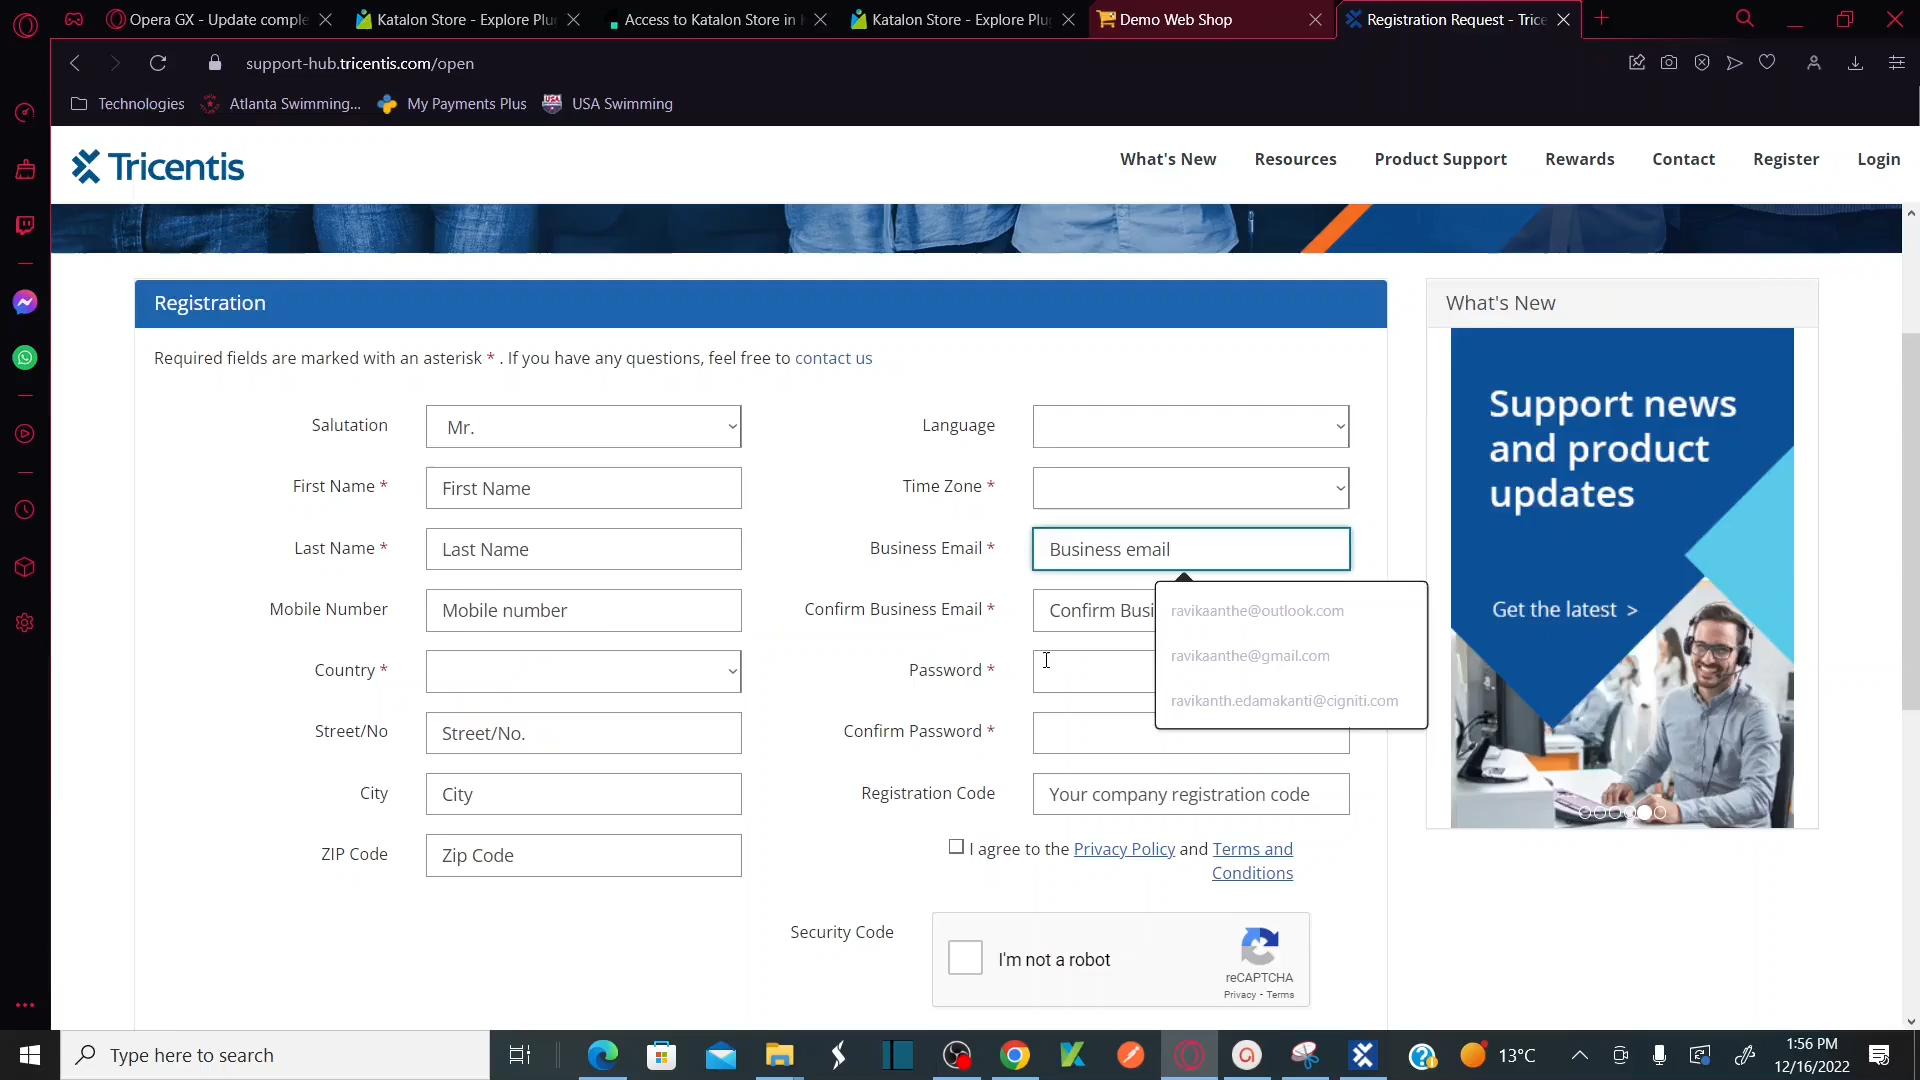 Opera GX - Update comple
Katalon Store - Explore Plu
Access to Katalon Store in
Katalon Store - Explore Plu
Demo Web Shop
Registration Request - Trice
support-hub.tricentis.com/open
Technologies
Atlanta Swimming...
My Payments Plus
USA Swimming
Tricentis
What's New
Resources
Product Support
Rewards
Contact
Register
Login
Registration
What's New
Required fields are marked with an asterisk * . If you have any questions, feel free to contact us
Salutation
Mr.
Language
First Name *
First Name
Time Zone *
Last Name *
Last Name
Business Email *
Business email
Mobile Number
Mobile number
Confirm Business Email *
Confirm Busi
ravikaanthe@outlook.com
ravikaanthe@gmail.com
ravikanth.edamakanti@cigniti.com
Country *
Password *
Street/No
Street/No.
Confirm Password *
City
City
Registration Code
Your company registration code
ZIP Code
Zip Code
I agree to the Privacy Policy and Terms and
Conditions
Security Code
I'm not a robot
reCAPTCHA
Privacy - Terms
Support news
and product
updates
Get the latest >
Type here to search
13°C
1:56 PM
12/16/2022